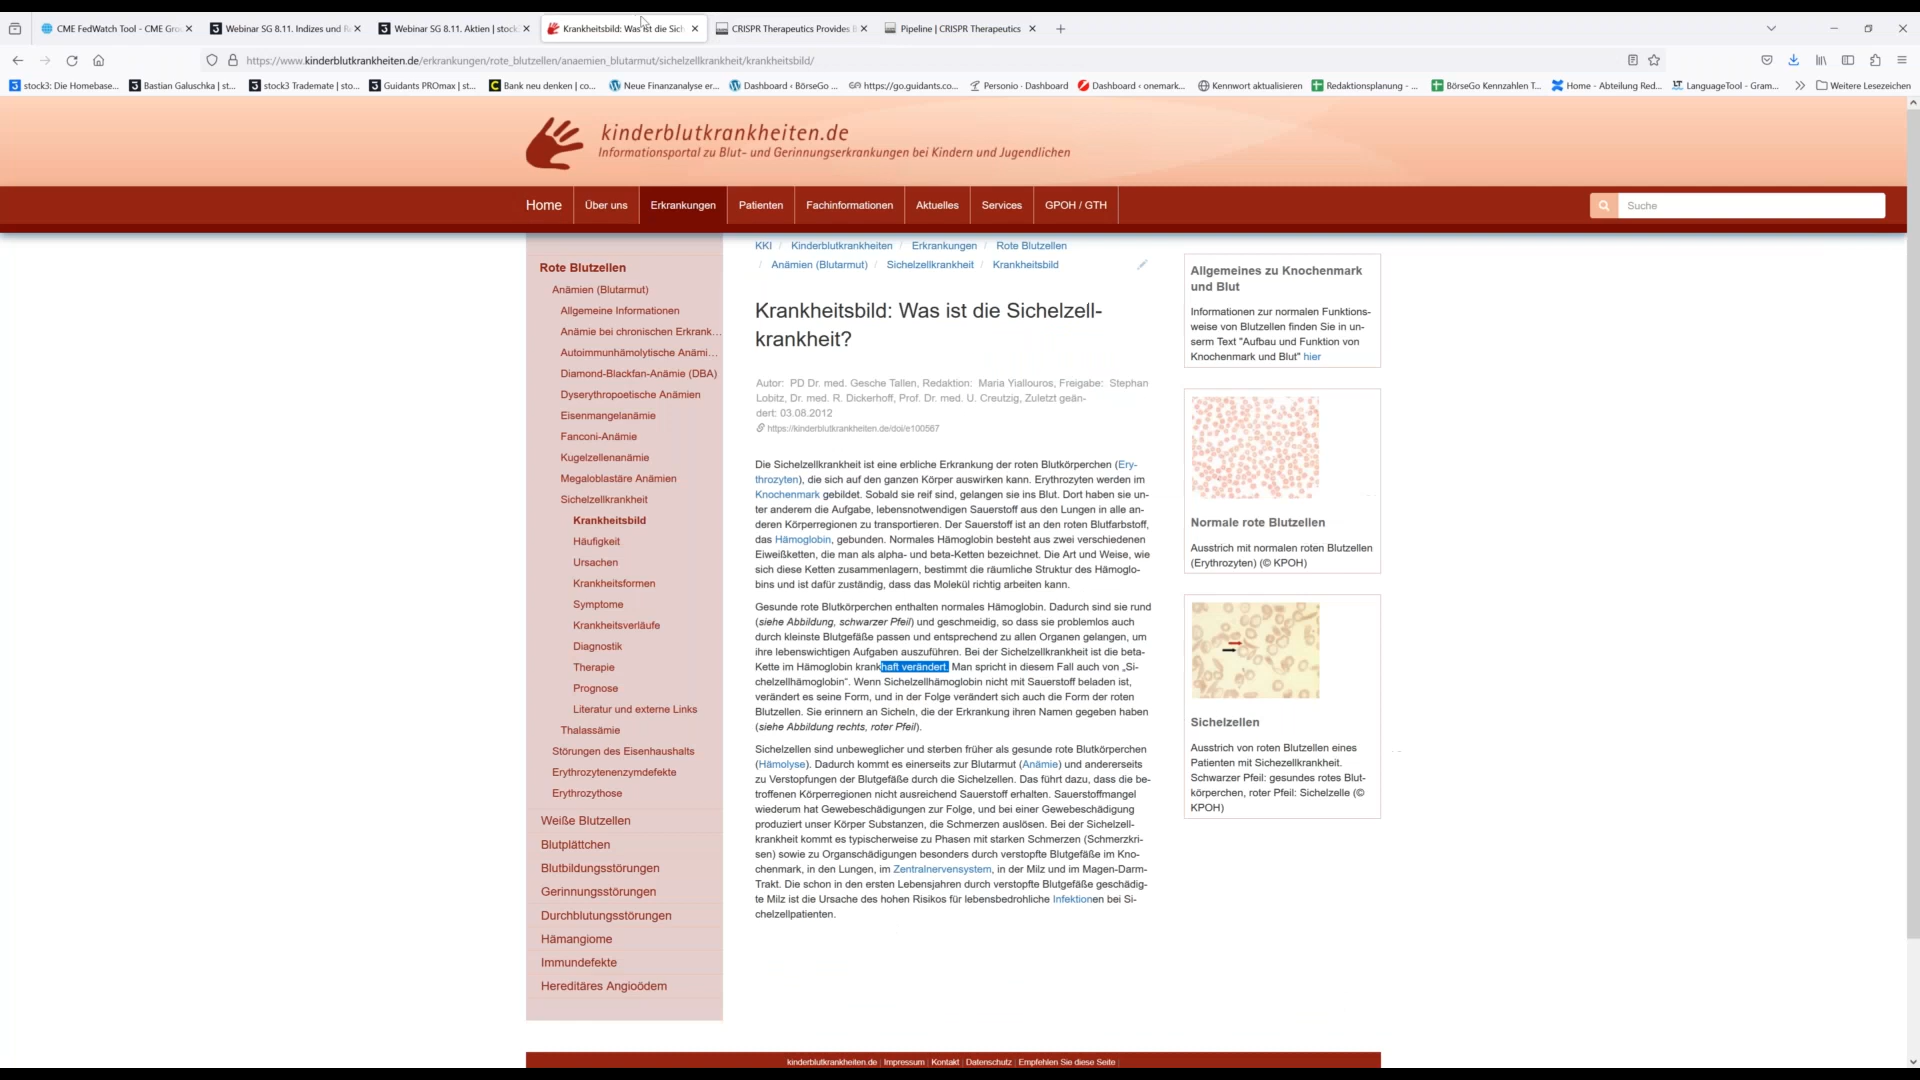 CME FedWatch Tool - CME Gro
Webinar SG 8.11. Indizes und R
Webinar SG 8.11. Aktien | stock
Krankheitsbild: Was ist die Sich
CRISPR Therapeutics Provides B
Pipeline | CRISPR Therapeutics
https://www.kinderblutkrankheiten.de/erkrankungen/rote_blutzellen/anaemien_blutarmut/sichelzellkrankheit/krankheitsbild/
stock3: Die Homebase...
Bastian Galuschka | st...
stock3 Tradermate | sto...
Guidants PROmax | st...
Bank neu denken | co...
Neue Finanzanalyse er...
Dashboard ‹ BörseGo ...
https://go.guidants.co...
Personio · Dashboard
Dashboard ‹ onemark...
Kennwort aktualisieren
Redaktionsplanung - ...
BörseGo Kennzahlen T...
Home - Abteilung Red...
LanguageTool - Gram...
Weitere Lesezeichen
kinderblutkrankheiten.de
Informationsportal zu Blut- und Gerinnungserkrankungen bei Kindern und Jugendlichen
Home
Über uns
Erkrankungen
Patienten
Fachinformationen
Aktuelles
Services
GPOH / GTH
Suche
Rote Blutzellen
Anämien (Blutarmut)
Allgemeine Informationen
Anämie bei chronischen Erkrank...
Autoimmunhämolytische Anämi...
Diamond-Blackfan-Anämie (DBA)
Dyserythropoetische Anämien
Eisenmangelanämie
Fanconi-Anämie
Kugelzellenanämie
Megaloblastäre Anämien
Sichelzellkrankheit
Krankheitsbild
Häufigkeit
Ursachen
Krankheitsformen
Symptome
Krankheitsverläufe
Diagnostik
Therapie
Prognose
Literatur und externe Links
Thalassämie
Störungen des Eisenhaushalts
Erythrozytenenzymdefekte
Erythrozythose
Weiße Blutzellen
Blutplättchen
Blutbildungsstörungen
Gerinnungsstörungen
Durchblutungsstörungen
Hämangiome
Immundefekte
Hereditäres Angioödem
KKI / Kinderblutkrankheiten / Erkrankungen / Rote Blutzellen
/ Anämien (Blutarmut) / Sichelzellkrankheit / Krankheitsbild
Krankheitsbild: Was ist die Sichelzell-
krankheit?
Autor: PD Dr. med. Gesche Tallen, Redaktion: Maria Yiallouros, Freigabe: Stephan
Lobitz, Dr. med. R. Dickerhoff, Prof. Dr. med. U. Creutzig, Zuletzt geän-
dert: 03.08.2012
https://kinderblutkrankheiten.de/doi/e100567
Die Sichelzellkrankheit ist eine erbliche Erkrankung der roten Blutkörperchen (Ery-
throzyten), die sich auf den ganzen Körper auswirken kann. Erythrozyten werden im
Knochenmark gebildet. Sobald sie reif sind, gelangen sie ins Blut. Dort haben sie un-
ter anderem die Aufgabe, lebensnotwendigen Sauerstoff aus den Lungen in alle an-
deren Körperregionen zu transportieren. Der Sauerstoff ist an den roten Blutfarbstoff,
das Hämoglobin, gebunden. Normales Hämoglobin besteht aus zwei verschiedenen
Eiweißketten, die man als alpha- und beta-Ketten bezeichnet. Die Art und Weise, wie
sich diese Ketten zusammenlagern, bestimmt die räumliche Struktur des Hämoglo-
bins und ist dafür zuständig, dass das Molekül richtig arbeiten kann.
Gesunde rote Blutkörperchen enthalten normales Hämoglobin. Dadurch sind sie rund
(siehe Abbildung, schwarzer Pfeil) und geschmeidig, so dass sie problemlos auch
durch kleinste Blutgefäße passen und entsprechend zu allen Organen gelangen, um
ihre lebenswichtigen Aufgaben auszuführen. Bei der Sichelzellkrankheit ist die beta-
Kette im Hämoglobin krankhaft verändert. Man spricht in diesem Fall auch von „Si-
chelzellhämoglobin“. Wenn Sichelzellhämoglobin nicht mit Sauerstoff beladen ist,
verändert es seine Form, und in der Folge verändert sich auch die Form der roten
Blutzellen. Sie erinnern an Sicheln, die der Erkrankung ihren Namen gegeben haben
(siehe Abbildung rechts, roter Pfeil).
Sichelzellen sind unbeweglicher und sterben früher als gesunde rote Blutkörperchen
(Hämolyse). Dadurch kommt es einerseits zur Blutarmut (Anämie) und andererseits
zu Verstopfungen der Blutgefäße durch die Sichelzellen. Das führt dazu, dass die be-
troffenen Körperregionen nicht ausreichend Sauerstoff erhalten. Sauerstoffmangel
wiederum hat Gewebeschädigungen zur Folge, und bei einer Gewebeschädigung
produziert unser Körper Substanzen, die Schmerzen auslösen. Bei der Sichelzell-
krankheit kommt es typischerweise zu Phasen mit starken Schmerzen (Schmerzkri-
sen) sowie zu Organschädigungen besonders durch verstopfte Blutgefäße im Kno-
chenmark, in den Lungen, im Zentralnervensystem, in der Milz und im Magen-Darm-
Trakt. Die schon in den ersten Lebensjahren durch verstopfte Blutgefäße geschädig-
te Milz ist die Ursache des hohen Risikos für lebensbedrohliche Infektionen bei Si-
chelzellpatienten.
Allgemeines zu Knochenmark
und Blut
Informationen zur normalen Funktions-
weise von Blutzellen finden Sie in un-
serm Text "Aufbau und Funktion von
Knochenmark und Blut" hier
Normale rote Blutzellen
Ausstrich mit normalen roten Blutzellen
(Erythrozyten) (© KPOH)
Sichelzellen
Ausstrich von roten Blutzellen eines
Patienten mit Sichezellkrankheit.
Schwarzer Pfeil: gesundes rotes Blut-
körperchen, roter Pfeil: Sichelzelle (©
KPOH)
kinderblutkrankheiten.de | Impressum | Kontakt | Datenschutz | Empfehlen Sie diese Seite